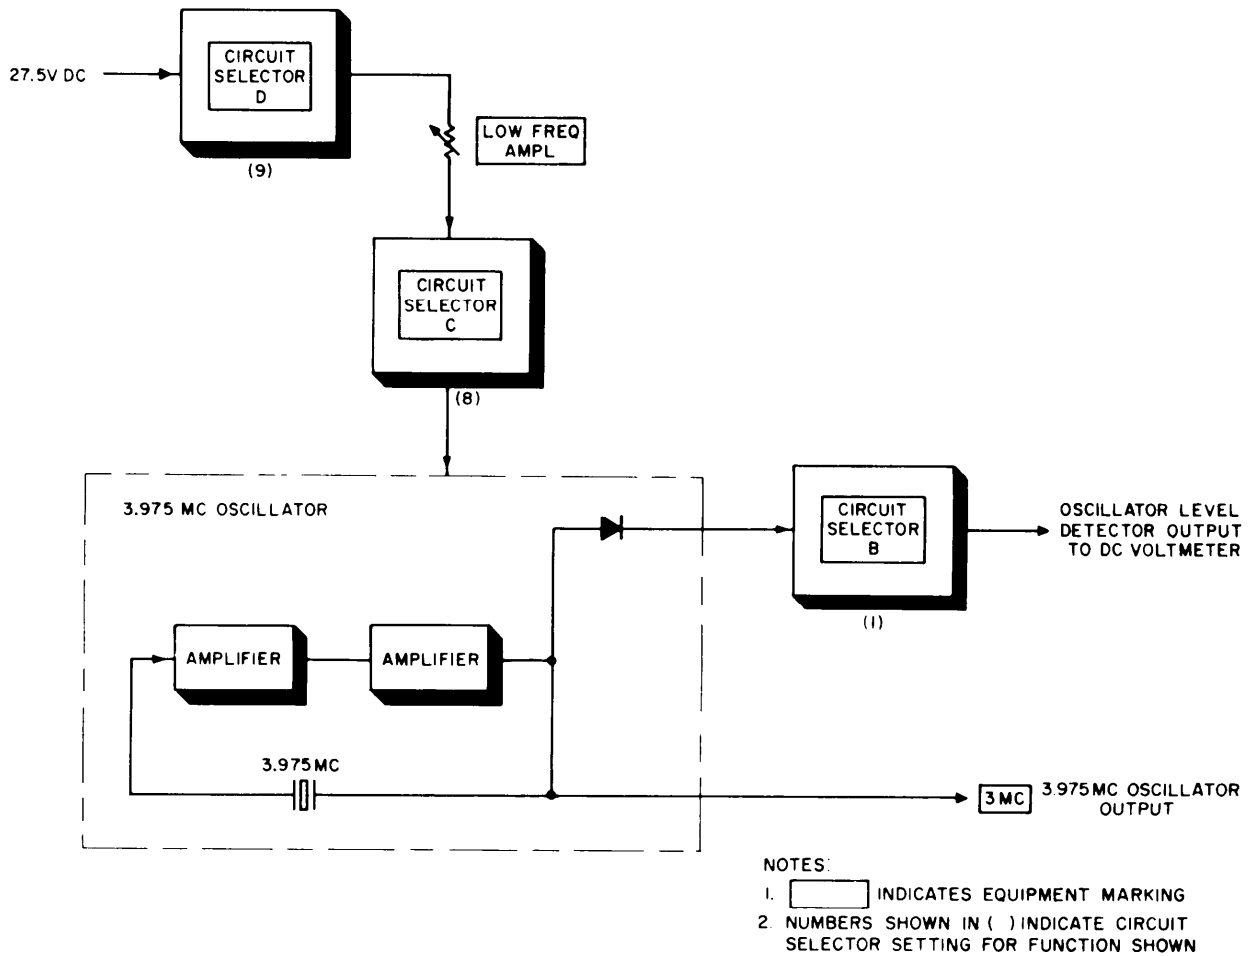 27.5V DC
CIRCUIT
SELECTOR
D
(9)
LOW FREQ
AMPL
CIRCUIT
SELECTOR
C
(8)
3.975 MC OSCILLATOR
CIRCUIT
SELECTOR
B
(1)
OSCILLATOR LEVEL
DETECTOR OUTPUT
TO DC VOLTMETER
AMPLIFIER
AMPLIFIER
3.975MC
3 MC
3.975MC OSCILLATOR
OUTPUT
NOTES:
1. INDICATES EQUIPMENT MARKING
2. NUMBERS SHOWN IN ( ) INDICATE CIRCUIT
SELECTOR SETTING FOR FUNCTION SHOWN